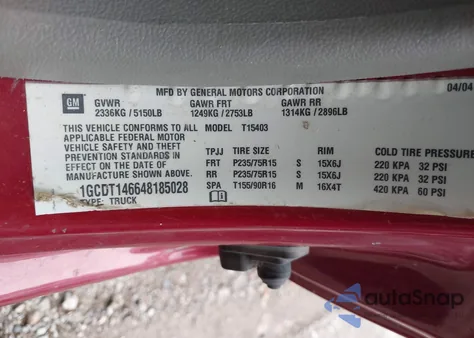 MFD BY GENERAL MOTORS CORPORATION 04/04
GM GVWR GAWR FRT GAWR RR
2336KG / 5150LB 1249KG / 2753LB 1314KG / 2896LB
THIS VEHICLE CONFORMS TO ALL MODEL T15403
APPLICABLE FEDERAL MOTOR
VEHICLE SAFETY AND BUMPER TPJJ TIRE SIZE RIM COLD TIRE PRESSURE
THEFT PREVENTION STANDARDS FRT P235/75R15 S 15X6J 220 KPA 32 PSI
IN EFFECT ON THE DATE OF RR P235/75R15 S 15X6J 220 KPA 32 PSI
MANUFACTURE SHOWN ABOVE. SPA T155/90R16 M 16X4T 420 KPA 60 PSI
1GCDT146648185028
TYPE: TRUCK
autoSnap